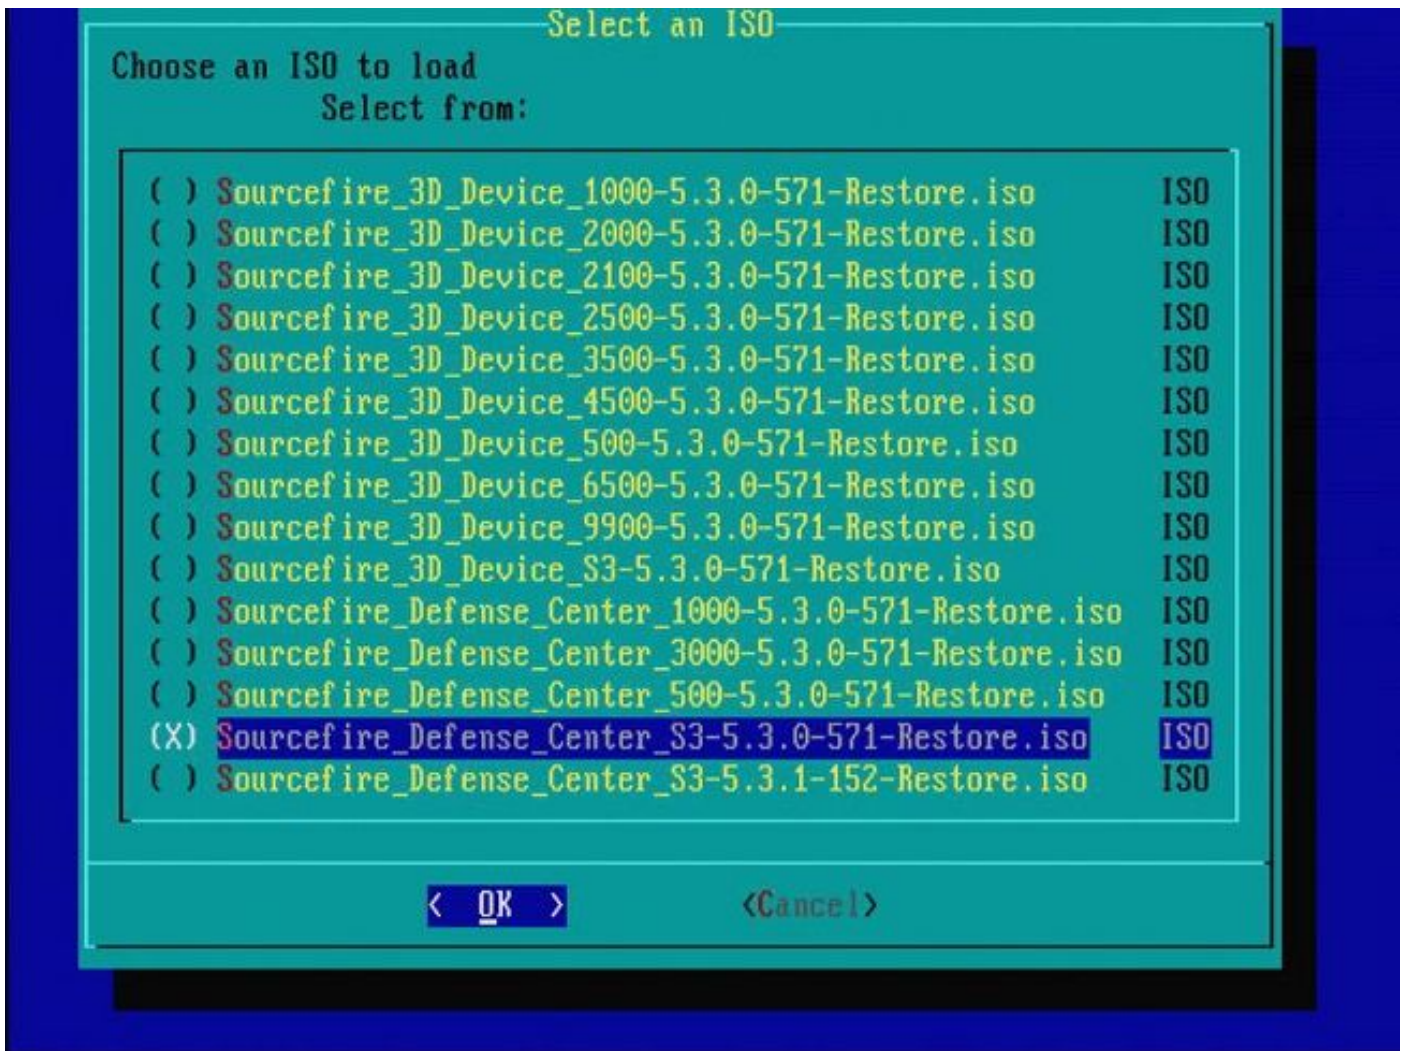 Select an ISO
Choose an ISO to load
Select from:
( ) Sourcefire_3D_Device_1000-5.3.0-571-Restore.iso ISO
( ) Sourcefire_3D_Device_2000-5.3.0-571-Restore.iso ISO
( ) Sourcefire_3D_Device_2100-5.3.0-571-Restore.iso ISO
( ) Sourcefire_3D_Device_2500-5.3.0-571-Restore.iso ISO
( ) Sourcefire_3D_Device_3500-5.3.0-571-Restore.iso ISO
( ) Sourcefire_3D_Device_4500-5.3.0-571-Restore.iso ISO
( ) Sourcefire_3D_Device_500-5.3.0-571-Restore.iso ISO
( ) Sourcefire_3D_Device_6500-5.3.0-571-Restore.iso ISO
( ) Sourcefire_3D_Device_9900-5.3.0-571-Restore.iso ISO
( ) Sourcefire_3D_Device_S3-5.3.0-571-Restore.iso ISO
( ) Sourcefire_Defense_Center_1000-5.3.0-571-Restore.iso ISO
( ) Sourcefire_Defense_Center_3000-5.3.0-571-Restore.iso ISO
( ) Sourcefire_Defense_Center_500-5.3.0-571-Restore.iso ISO
(X) Sourcefire_Defense_Center_S3-5.3.0-571-Restore.iso ISO
( ) Sourcefire_Defense_Center_S3-5.3.1-152-Restore.iso ISO
< OK > <Cancel>